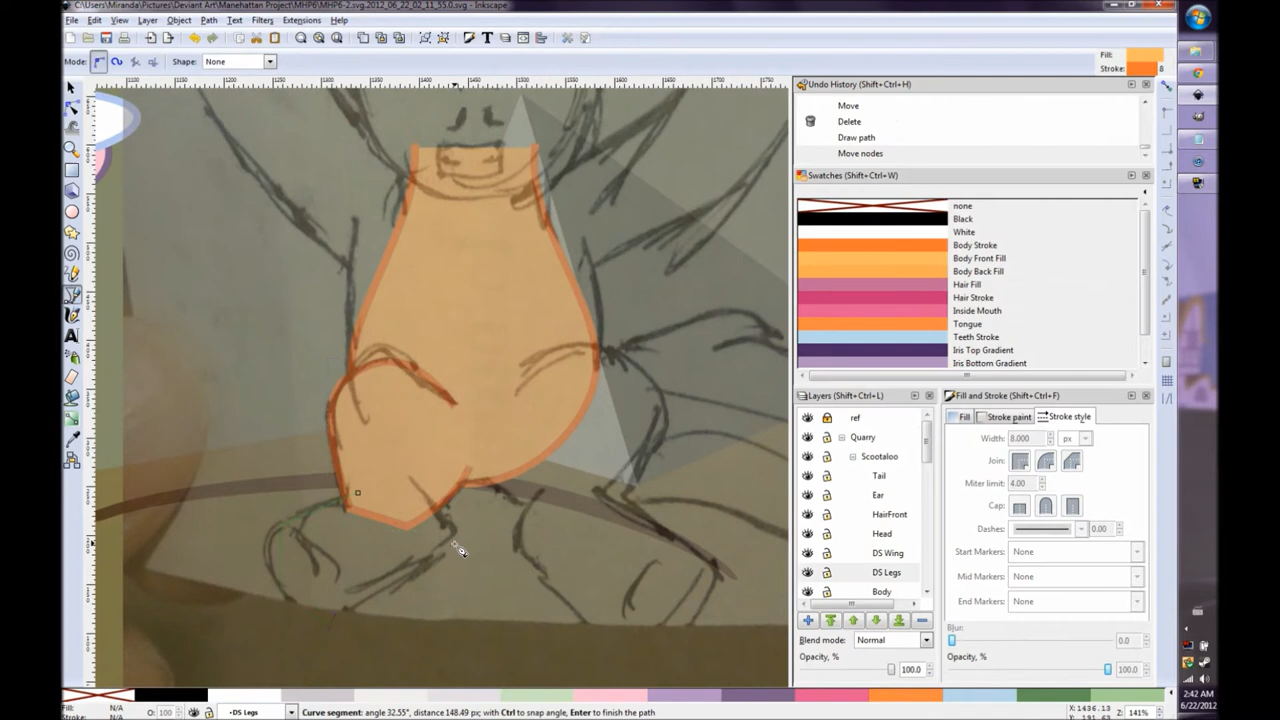 C:\Users\Miranda\Pictures\Deviant Art\Manehattan Project\MHP6\MHP6-2.svg.2012_06_22_02_11_55.0.svg - Inkscape
File Edit View Layer Object Path Text Filters Extensions Help
Mode: Shape: None
Fill:
Stroke: 8
Undo History (Shift+Ctrl+H)
Move
Delete
Draw path
Move nodes
Swatches (Shift+Ctrl+W)
none
Black
White
Body Stroke
Body Front Fill
Body Back Fill
Hair Fill
Hair Stroke
Inside Mouth
Tongue
Teeth Stroke
Iris Top Gradient
Iris Bottom Gradient
Layers (Shift+Ctrl+L)
ref
Quarry
Scootaloo
Tail
Ear
HairFront
Head
DS Wing
DS Legs
Body
Blend mode: Normal
Opacity, % 100.0
Fill and Stroke (Shift+Ctrl+F)
Fill Stroke paint Stroke style
Width: 8.000 px
Join:
Miter limit: 4.00
Cap:
Dashes: 0.00
Start Markers: None
Mid Markers: None
End Markers: None
Blur:
0.0
Opacity, %
100.0
Fill: N/A
Stroke: N/A
O: 100
DS Legs
Curve segment: angle 32.55°, distance 148.49 px; with Ctrl to snap angle, Enter to finish the path
X: 1436.13
Z: 141%
2:42 AM
6/22/2012